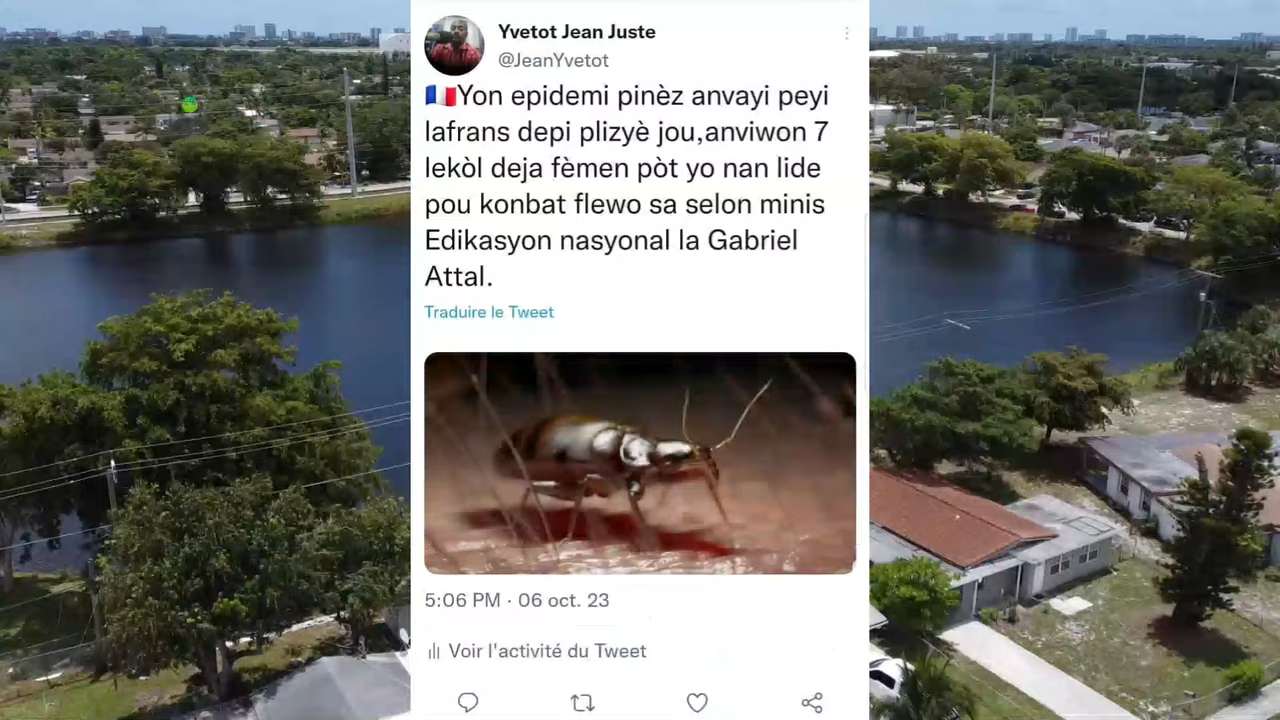 Yvetot Jean Juste
@JeanYvetot
🇫🇷Yon epidemi pinèz anvayi peyi
lafrans depi plizyè jou,anviwon 7
lekòl deja fèmen pòt yo nan lide
pou konbat flewo sa selon minis
Edikasyon nasyonal la Gabriel
Attal.
Traduire le Tweet
5:06 PM · 06 oct. 23
Voir l'activité du Tweet